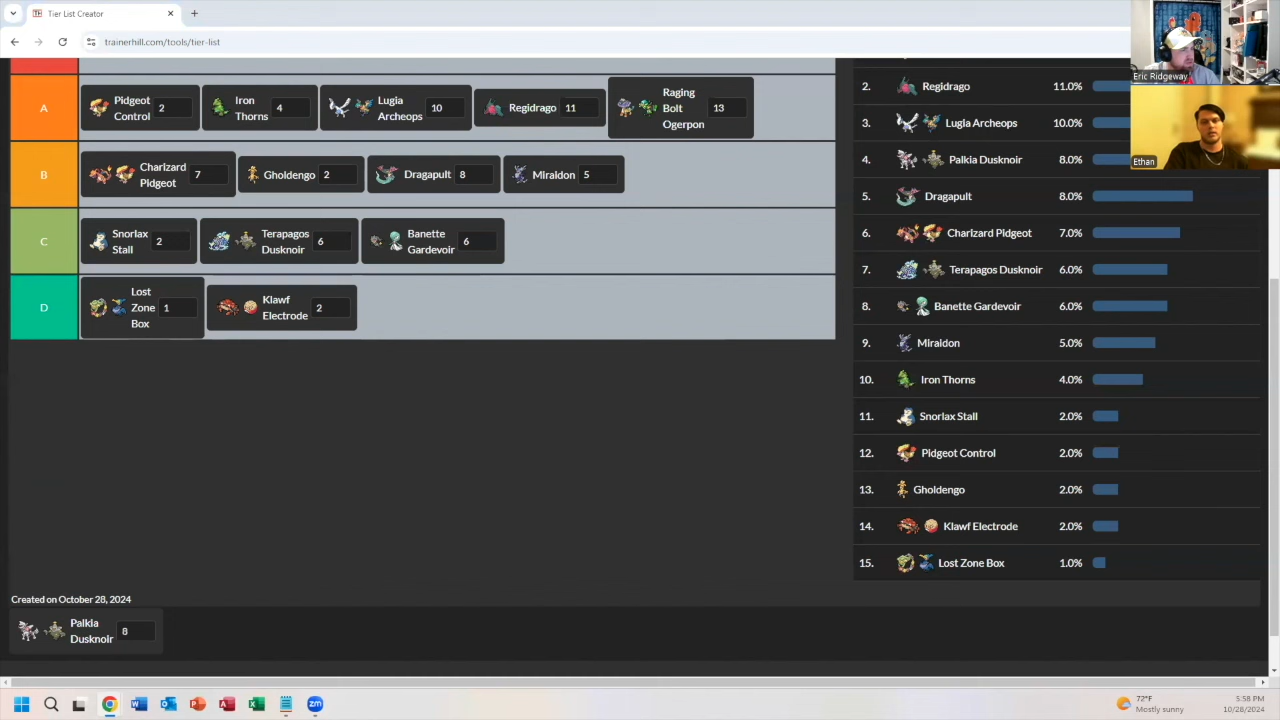 Tier List Creator
trainerhill.com/tools/tier-list
Eric Ridgeway
Ethan
A
Pidgeot Control 2
Iron Thorns 4
Lugia Archeops 10
Regidrago 11
Raging Bolt Ogerpon 13
B
Charizard Pidgeot 7
Gholdengo 2
Dragapult 8
Miraidon 5
C
Snorlax Stall 2
Terapagos Dusknoir 6
Banette Gardevoir 6
D
Lost Zone Box 1
Klawf Electrode 2
2. Regidrago 11.0%
3. Lugia Archeops 10.0%
4. Palkia Dusknoir 8.0%
5. Dragapult 8.0%
6. Charizard Pidgeot 7.0%
7. Terapagos Dusknoir 6.0%
8. Banette Gardevoir 6.0%
9. Miraidon 5.0%
10. Iron Thorns 4.0%
11. Snorlax Stall 2.0%
12. Pidgeot Control 2.0%
13. Gholdengo 2.0%
14. Klawf Electrode 2.0%
15. Lost Zone Box 1.0%
Created on October 28, 2024
Palkia Dusknoir 8
72°F
Mostly sunny
5:58 PM
10/28/2024